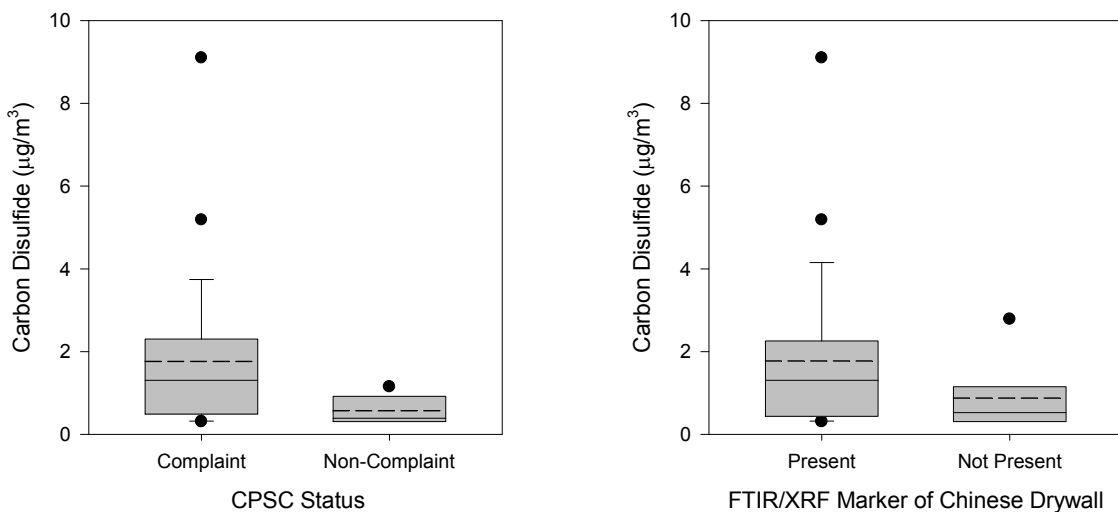 10
8
6
4
2
0
Carbon Disulfide (μg/m³)
Complaint Non-Complaint
CPSC Status
10
8
6
4
2
0
Carbon Disulfide (μg/m³)
Present Not Present
FTIR/XRF Marker of Chinese Drywall